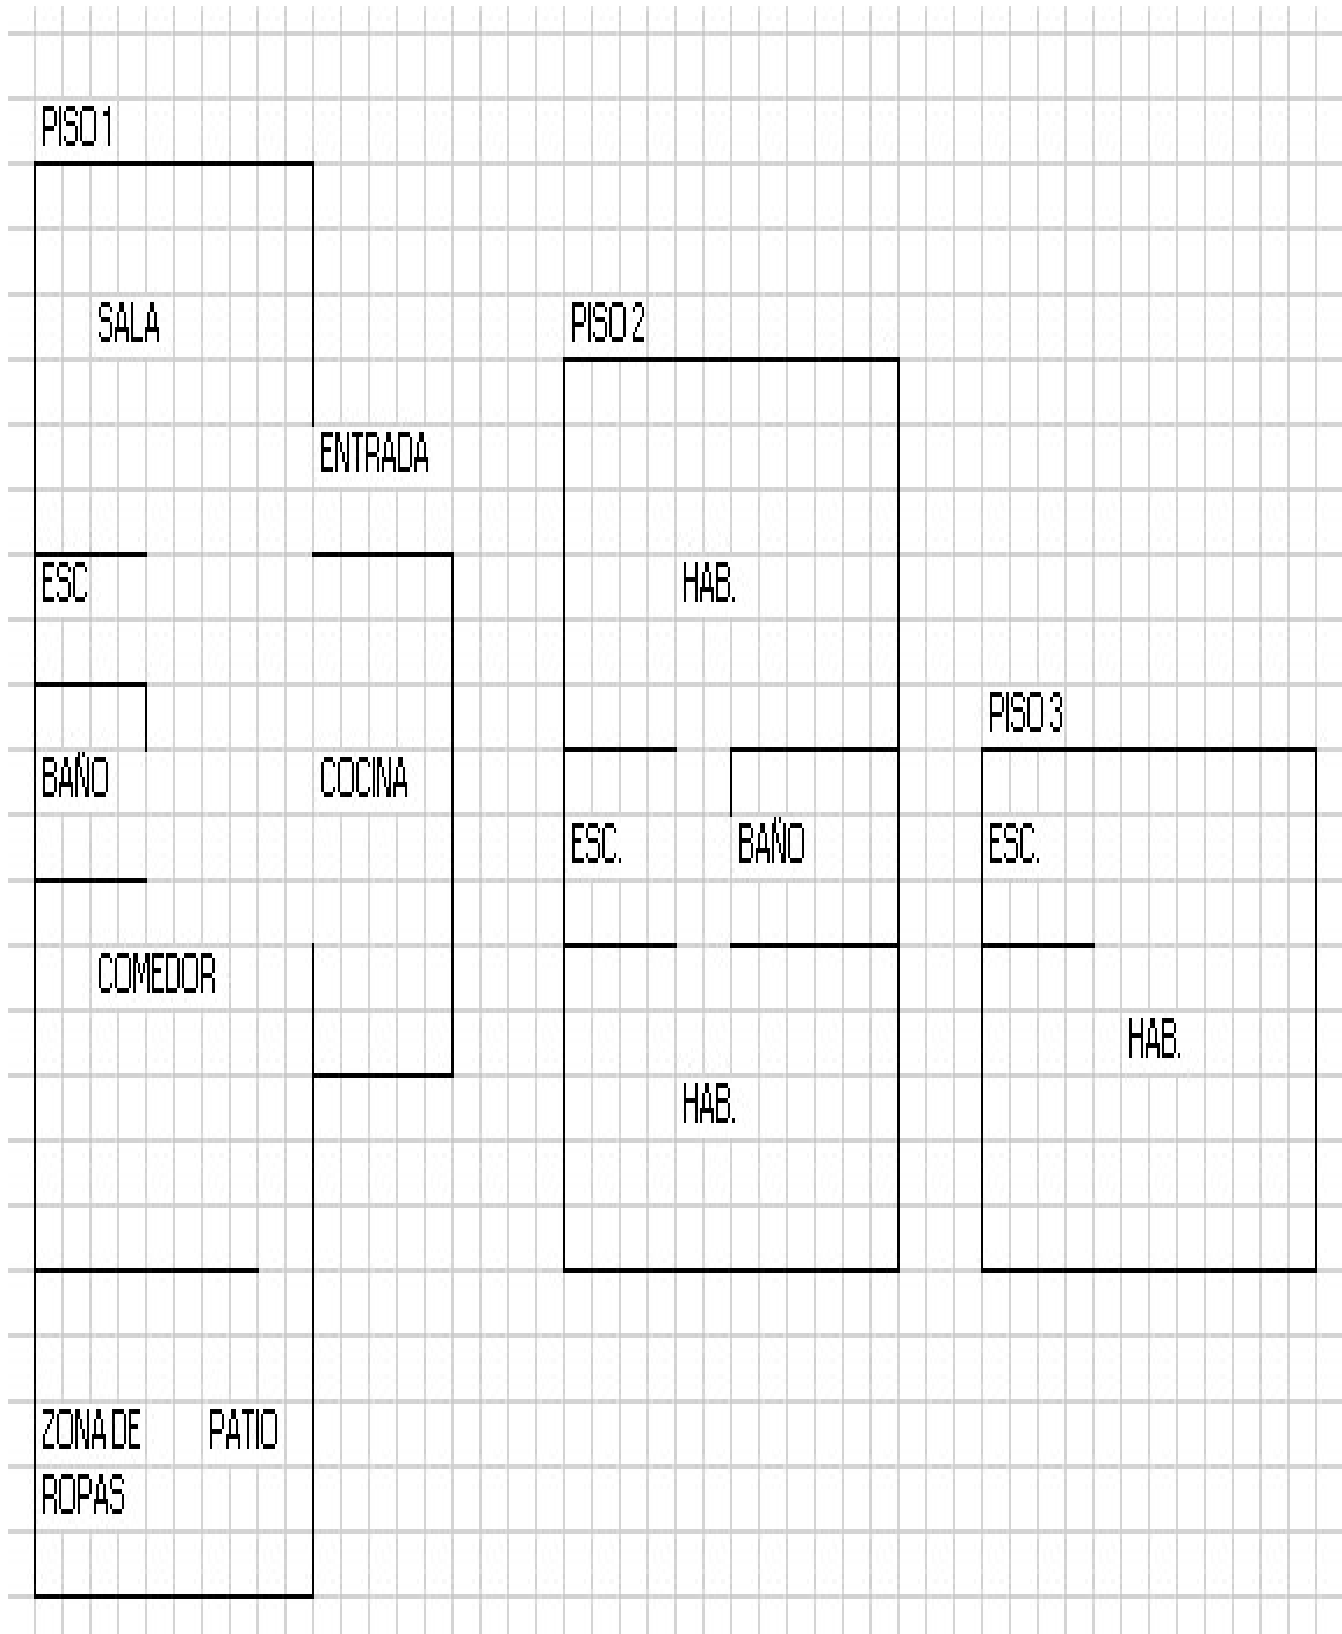 PISO 1
SALA
ENTRADA
ESC
BAÑO
COCINA
COMEDOR
ZONA DE
ROPAS
PATIO
PISO 2
HAB.
ESC.
BAÑO
HAB.
PISO 3
ESC.
HAB.